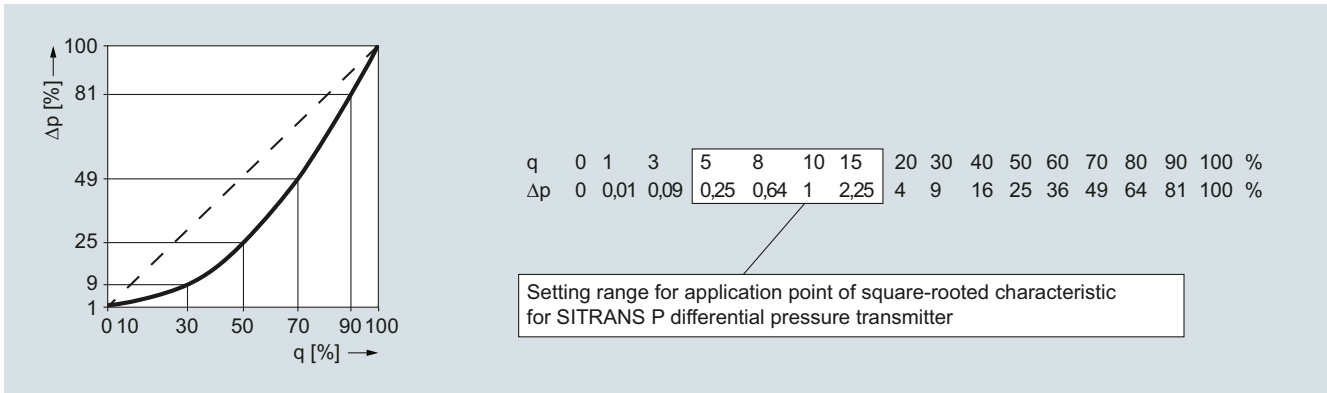 100
81
49
25
9
1
Δp [%]
0 10 30 50 70 90 100
q [%]
q 0 1 3 5 8 10 15 20 30 40 50 60 70 80 90 100 %
Δp 0 0,01 0,09 0,25 0,64 1 2,25 4 9 16 25 36 49 64 81 100 %
Setting range for application point of square-rooted characteristic
for SITRANS P differential pressure transmitter